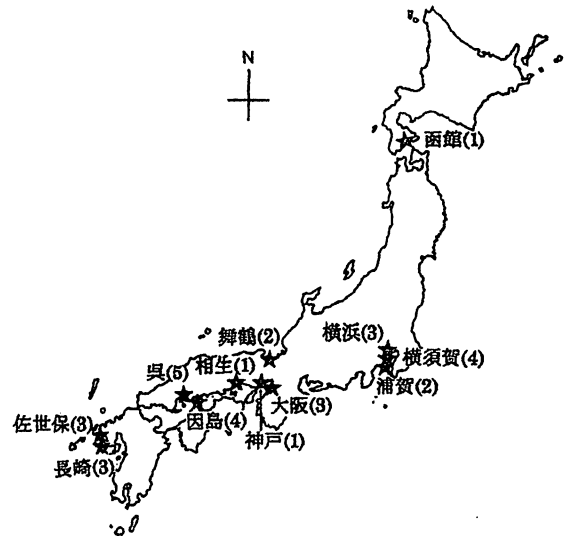 N
函館(1)
舞鶴(2)
横浜(3)
相生(1)
横須賀(4)
呉(5)
浦賀(2)
大阪(3)
因島(4)
佐世保(3)
神戸(1)
長崎(3)